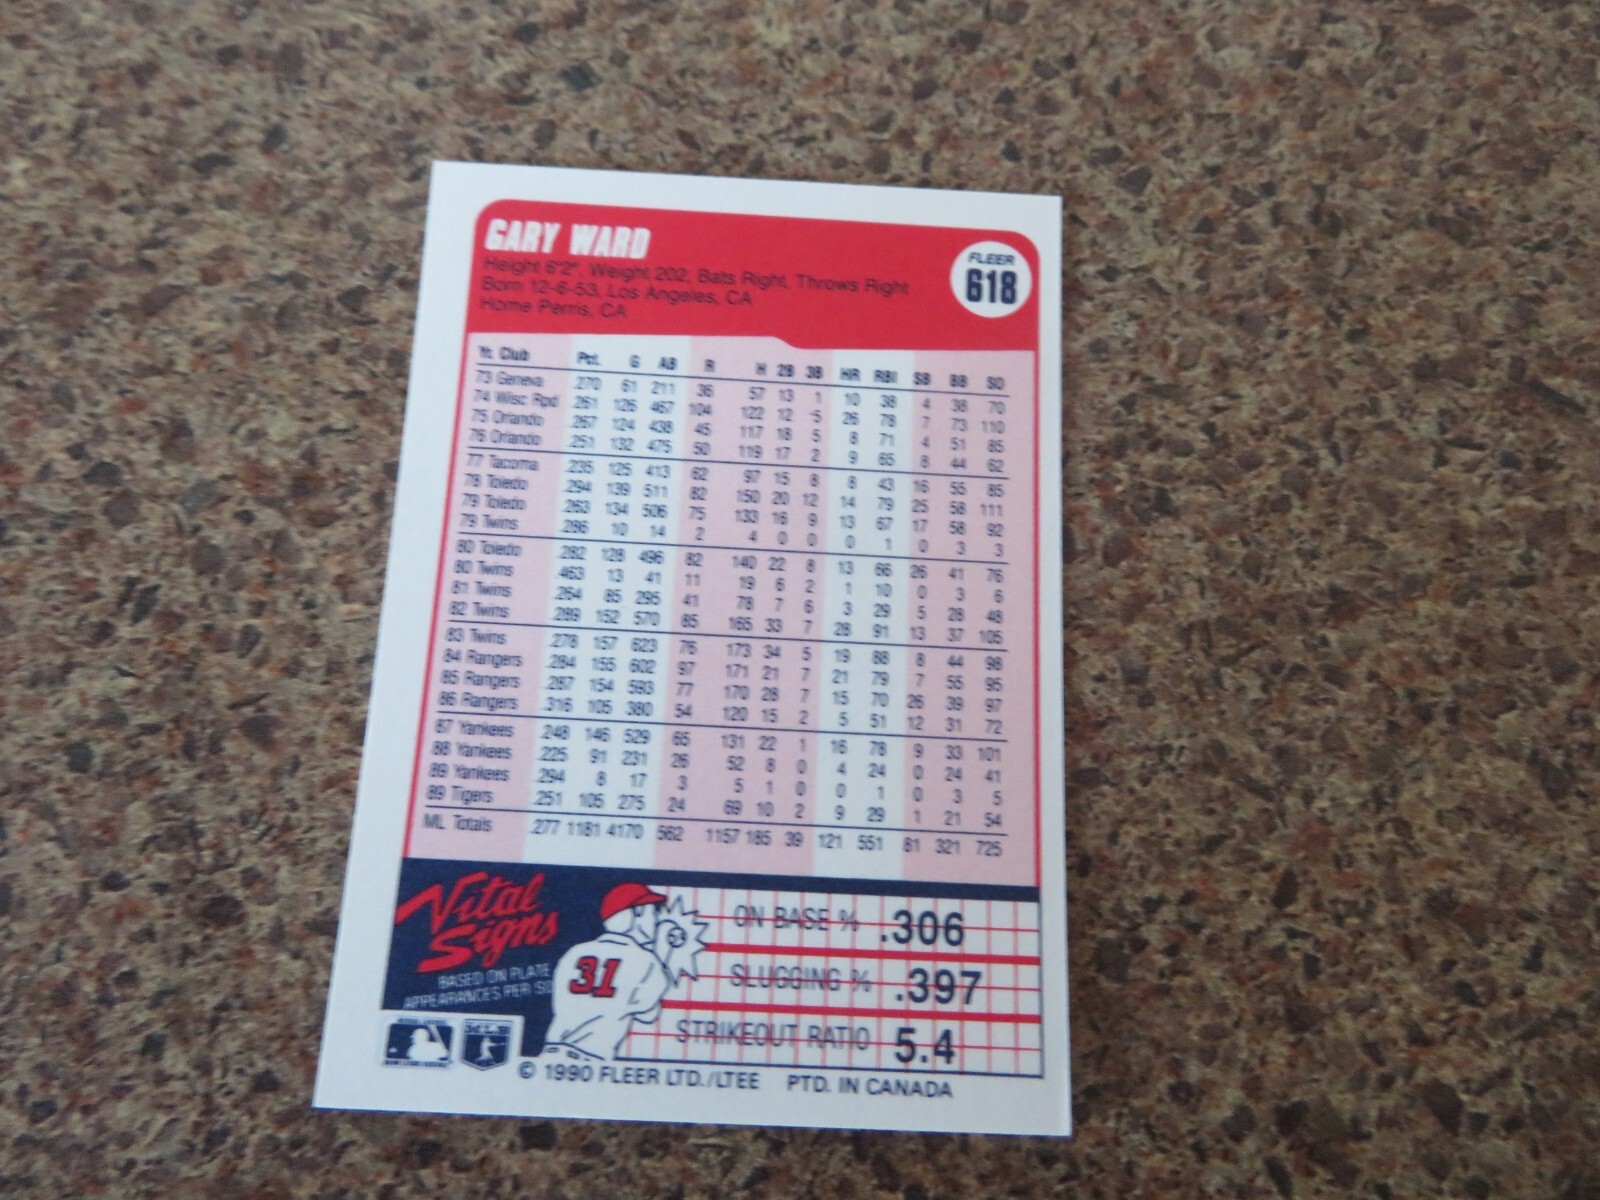 GARY WARD
FLEER
618
Height 6'2", Weight 202, Bats Right, Throws Right
Born 12-6-53, Los Angeles, CA
Home Perris, CA
Yr. Club Pct. G AB R H 2B 3B HR RBI SB BB SO
73 Geneva .270 61 211 36 57 13 1 10 38 4 38 70
74 Wisc Rpd .261 126 467 104 122 12 5 26 78 7 73 110
75 Orlando .267 124 438 45 117 18 5 8 71 4 51 85
76 Orlando .251 132 475 50 119 17 2 9 65 8 44 62
77 Tacoma .235 125 413 62 97 15 8 8 43 16 55 85
78 Toledo .294 139 511 82 150 20 12 14 79 25 58 111
79 Toledo .263 134 506 75 133 16 9 13 67 17 58 92
79 Twins .286 10 14 2 4 0 0 0 1 0 3 3
80 Toledo .282 128 496 82 140 22 8 13 66 26 41 76
80 Twins .463 13 41 11 19 6 2 1 10 0 3 6
81 Twins .264 85 295 41 78 7 6 3 29 5 28 48
82 Twins .289 152 570 85 165 33 7 28 91 13 37 105
83 Twins .278 157 623 76 173 34 5 19 88 8 44 98
84 Rangers .284 155 602 97 171 21 7 21 79 7 55 95
85 Rangers .287 154 593 77 170 28 7 15 70 26 39 97
86 Rangers .316 105 380 54 120 15 2 5 51 12 31 72
87 Yankees .248 146 529 65 131 22 1 16 78 9 33 101
88 Yankees .225 91 231 26 52 8 0 4 24 0 24 41
89 Yankees .294 8 17 3 5 1 0 0 1 0 3 5
89 Tigers .251 105 275 24 69 10 2 9 29 1 21 54
ML Totals .277 1181 4170 562 1157 185 39 121 551 81 321 725
Vital
Signs
BASED ON PLATE
APPEARANCES PER SO
31
ON BASE % .306
SLUGGING % .397
STRIKEOUT RATIO 5.4
MLB
© 1990 FLEER LTD./LTEE PTD. IN CANADA